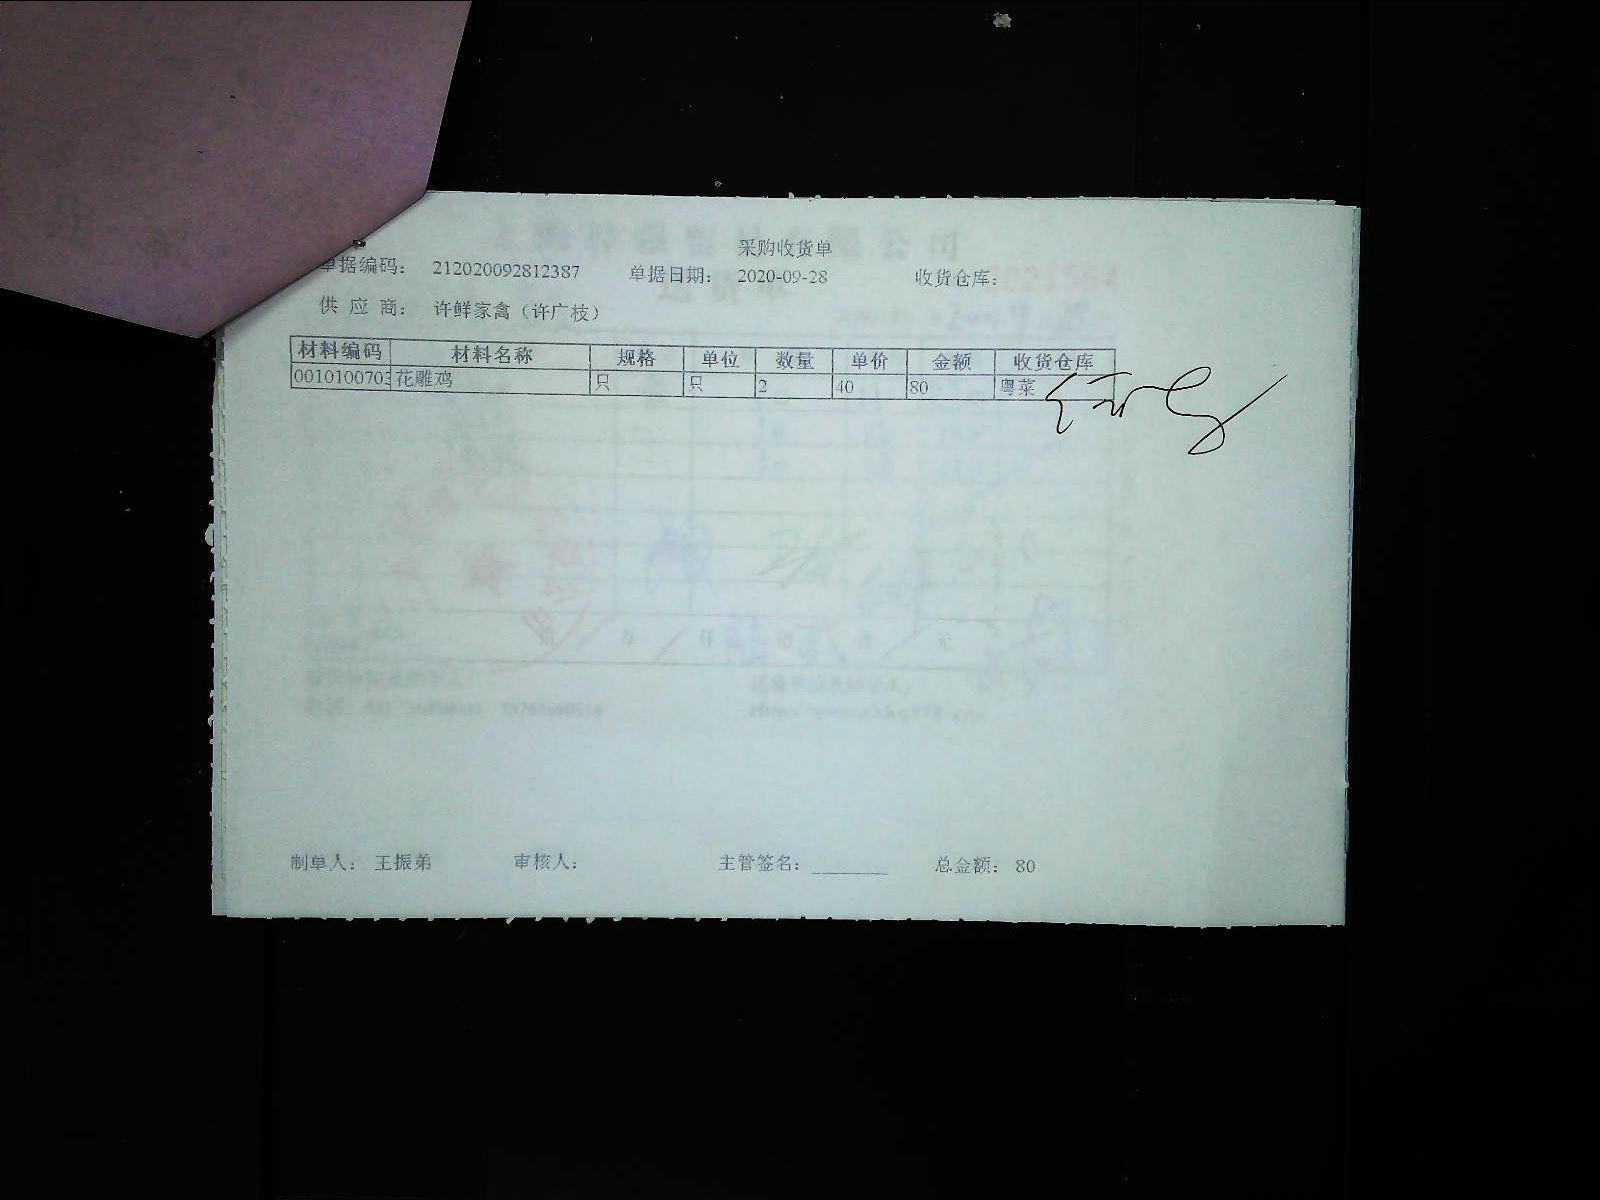 采购收货单
单据编码： 212020092812387 单据日期： 2020-09-28 收货仓库：
供 应 商： 许鲜家禽（许广枝）
材料编码 材料名称 规格 单位 数量 单价 金额 收货仓库
0010100703 花雕鸡 只 只 2 40 80 粤菜
制单人： 王振弟 审核人： 主管签名： ________ 总金额： 80